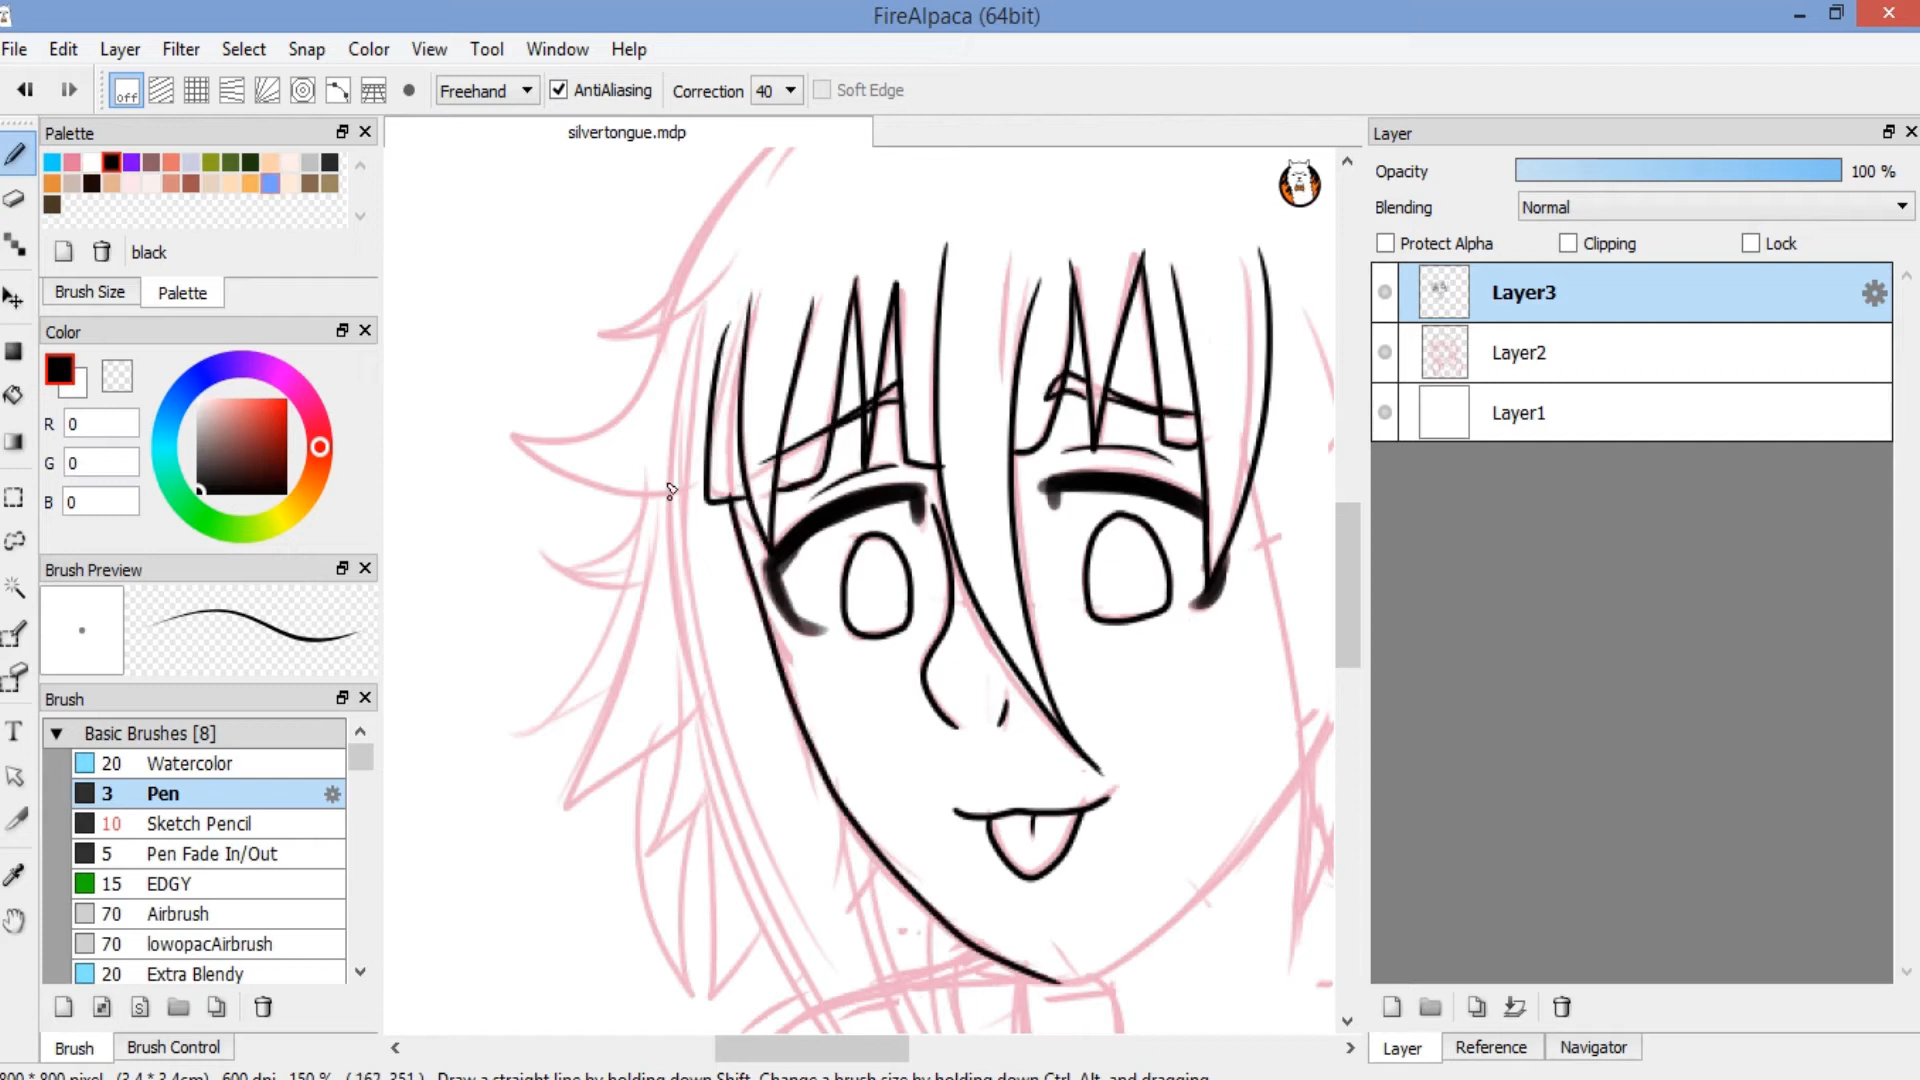 FireAlpaca (64bit)
File Edit Layer Filter Select Snap Color View Tool Window Help
off Freehand AntiAliasing Correction 40 Soft Edge
Palette
silvertongue.mdp
Layer
Opacity 100 %
Blending Normal
Protect Alpha Clipping Lock
black
Brush Size Palette
Layer3
Layer2
Layer1
Color
R 0
G 0
B 0
Brush Preview
Brush
Basic Brushes [8]
20 Watercolor
3 Pen
10 Sketch Pencil
5 Pen Fade In/Out
15 EDGY
70 Airbrush
70 lowopacAirbrush
20 Extra Blendy
T
S
Brush Brush Control
Layer Reference Navigator
800 * 800 pixel (3.4 * 3.4cm) 600 dpi 150 % ( 162, 351 ) Draw a straight line by holding down Shift, Change a brush size by holding down Ctrl, Alt, and dragging